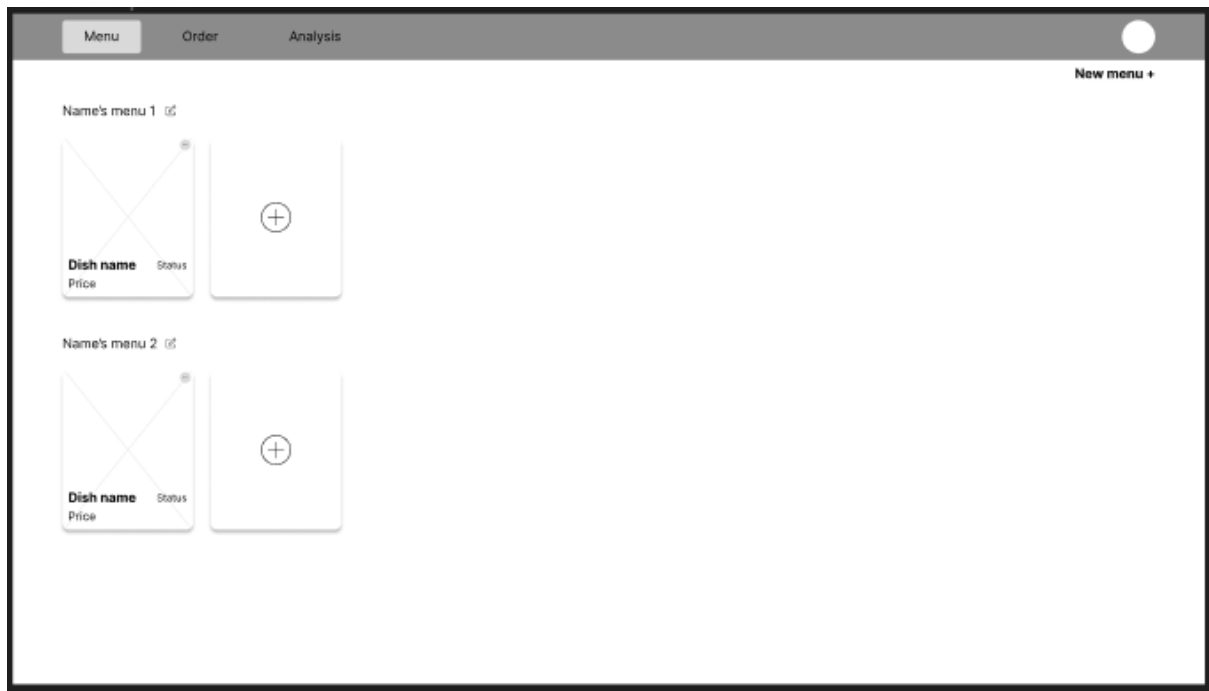 Menu Order Analysis
New menu +
Name's menu 1
Dish name Status
Price
Name's menu 2
Dish name Status
Price